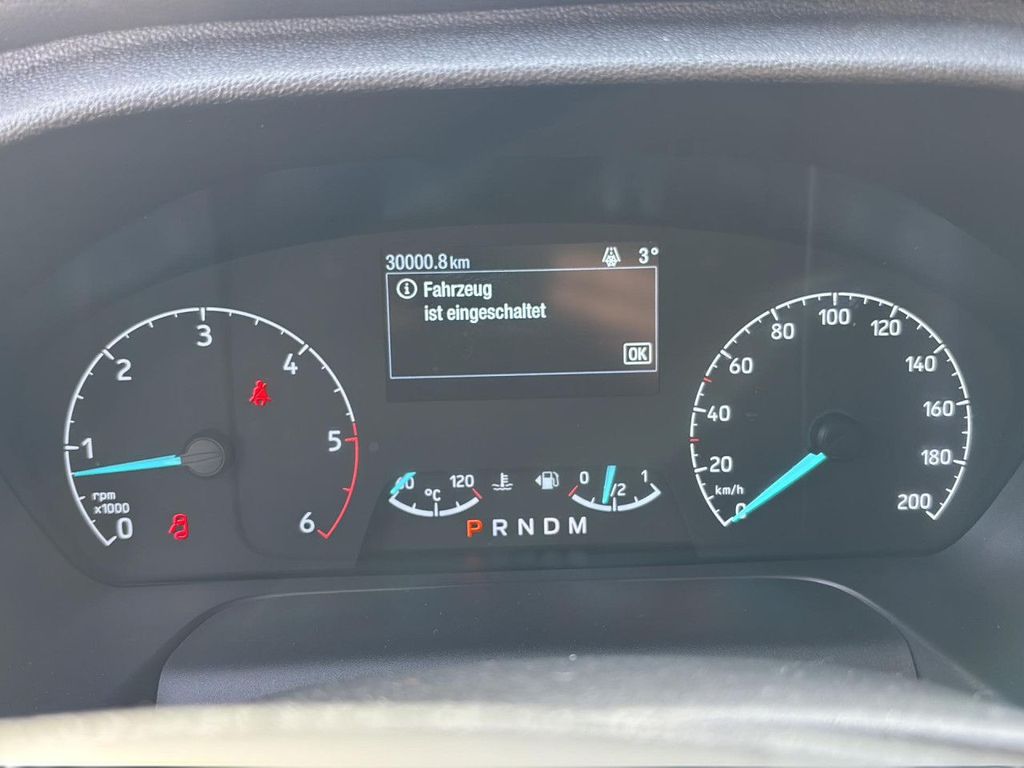 30000.8 km 3°
i Fahrzeug
ist eingeschaltet
OK
0 1 2 3 4 5 6
rpm
x1000
120
°C
0 1/2 1
P R N D M
0 20 40 60 80 100 120 140 160 180 200
km/h